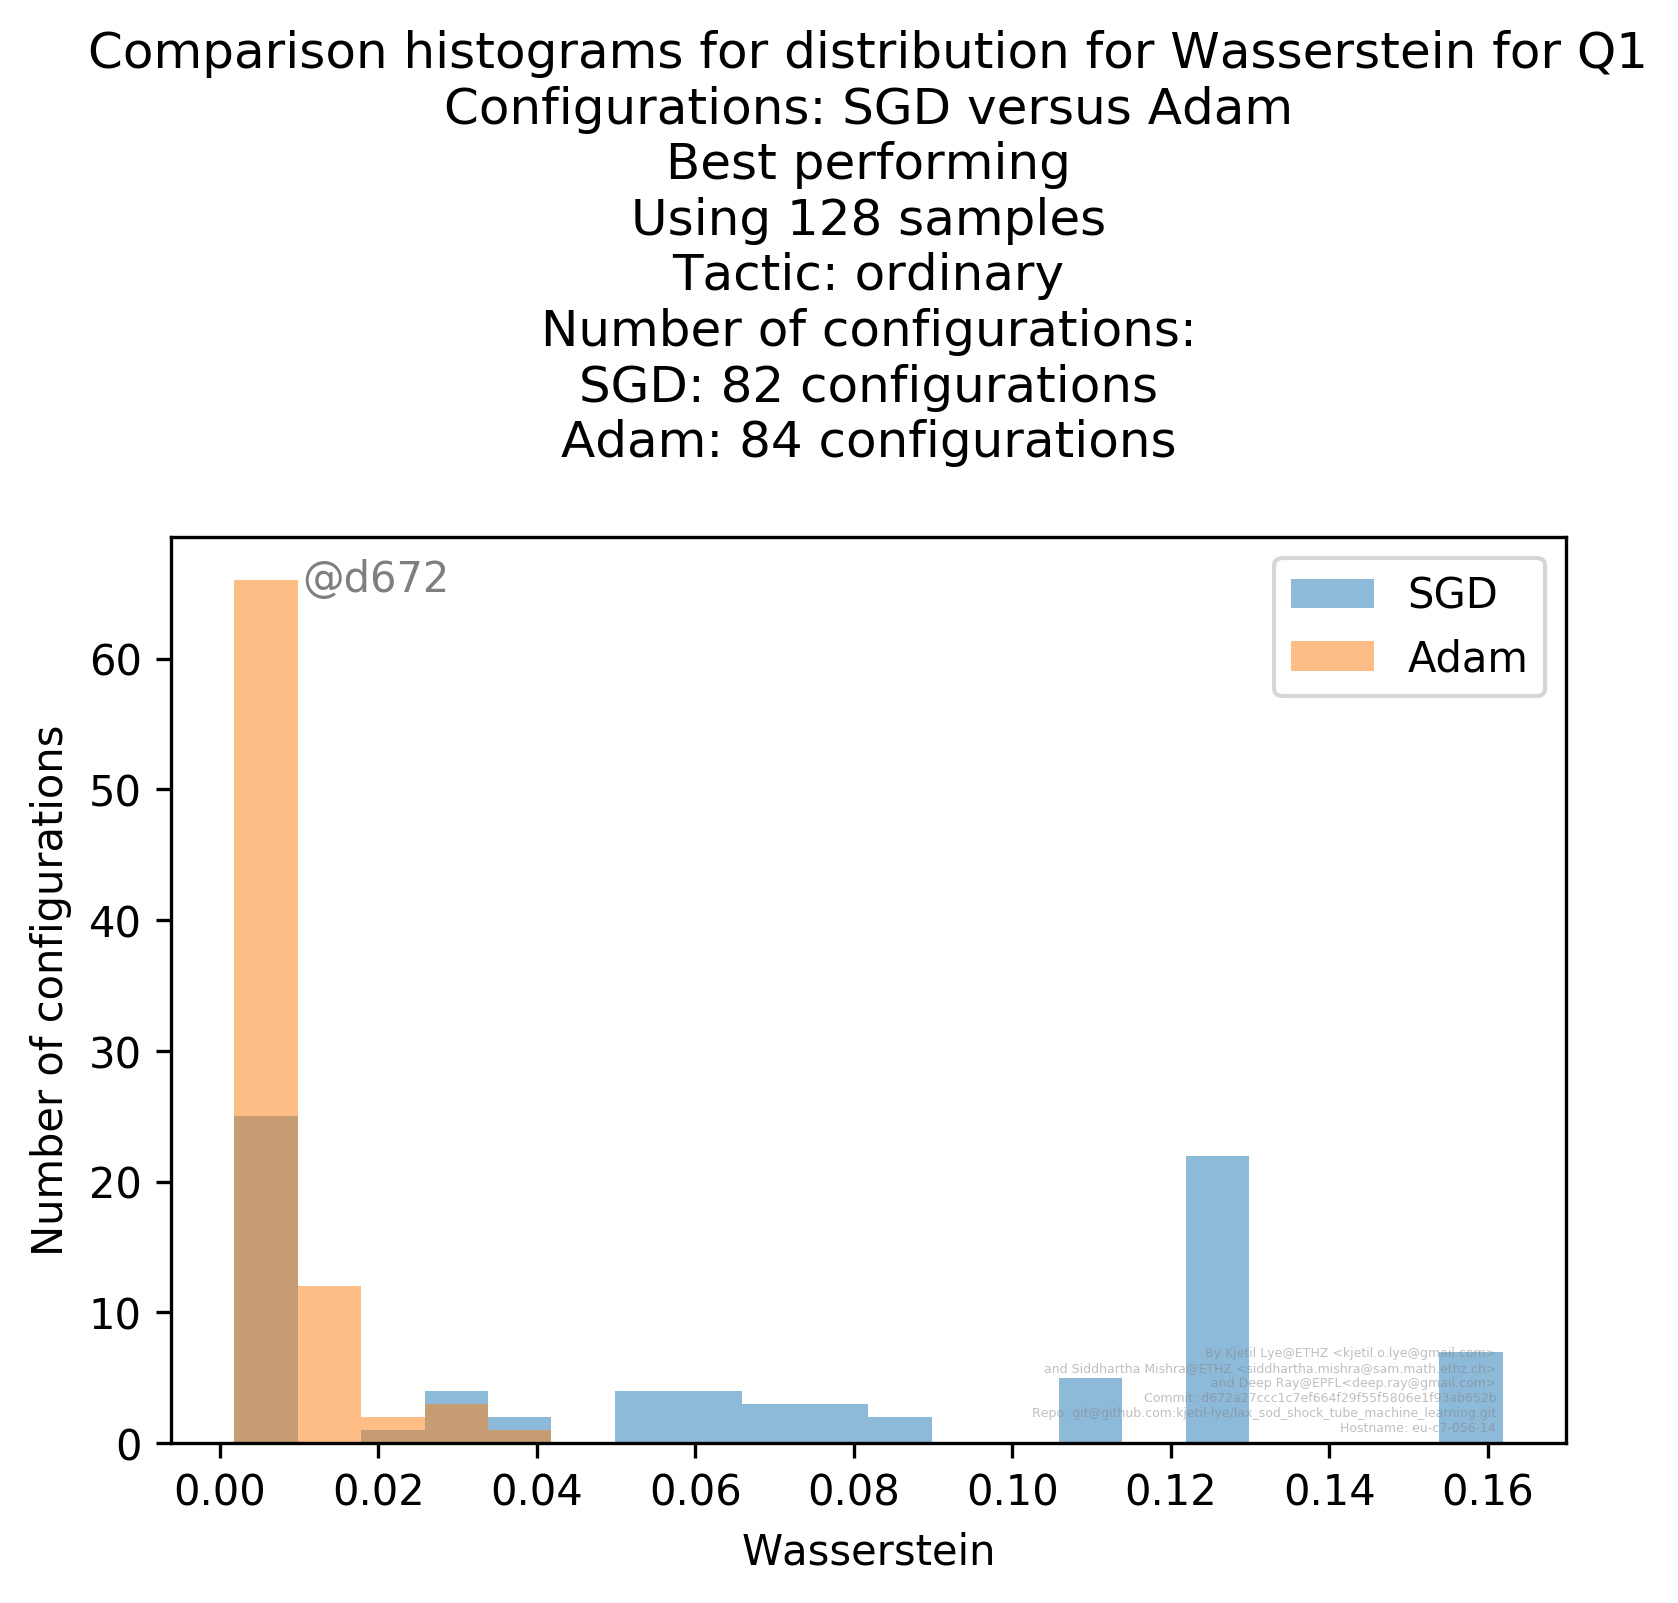 Comparison histograms for distribution for Wasserstein for Q1
Configurations: SGD versus Adam
Best performing
Using 128 samples
Tactic: ordinary
Number of configurations:
SGD: 82 configurations
Adam: 84 configurations
@d672
SGD
Adam
Number of configurations
60
50
40
30
20
10
0
By Kjetil Lye@ETHZ <kjetil.o.lye@gmail.com>
and Siddhartha Mishra@ETHZ <siddhartha.mishra@sam.math.ethz.ch>
and Deep Ray@EPFL<deep.ray@gmail.com>
Commit: d672a27ccc1c7ef664f29f55f5806e1f93ab652b
Repo: git@github.com:kjetil-lye/lax_sod_shock_tube_machine_learning.git
Hostname: eu-c7-056-14
0.00 0.02 0.04 0.06 0.08 0.10 0.12 0.14 0.16
Wasserstein